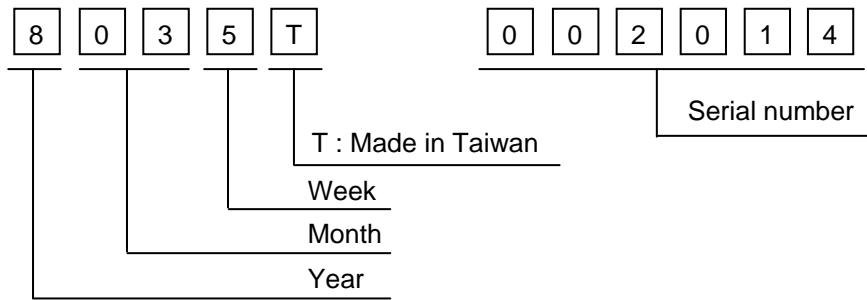 8 0 3 5 T 0 0 2 0 1 4
Serial number
T : Made in Taiwan
Week
Month
Year